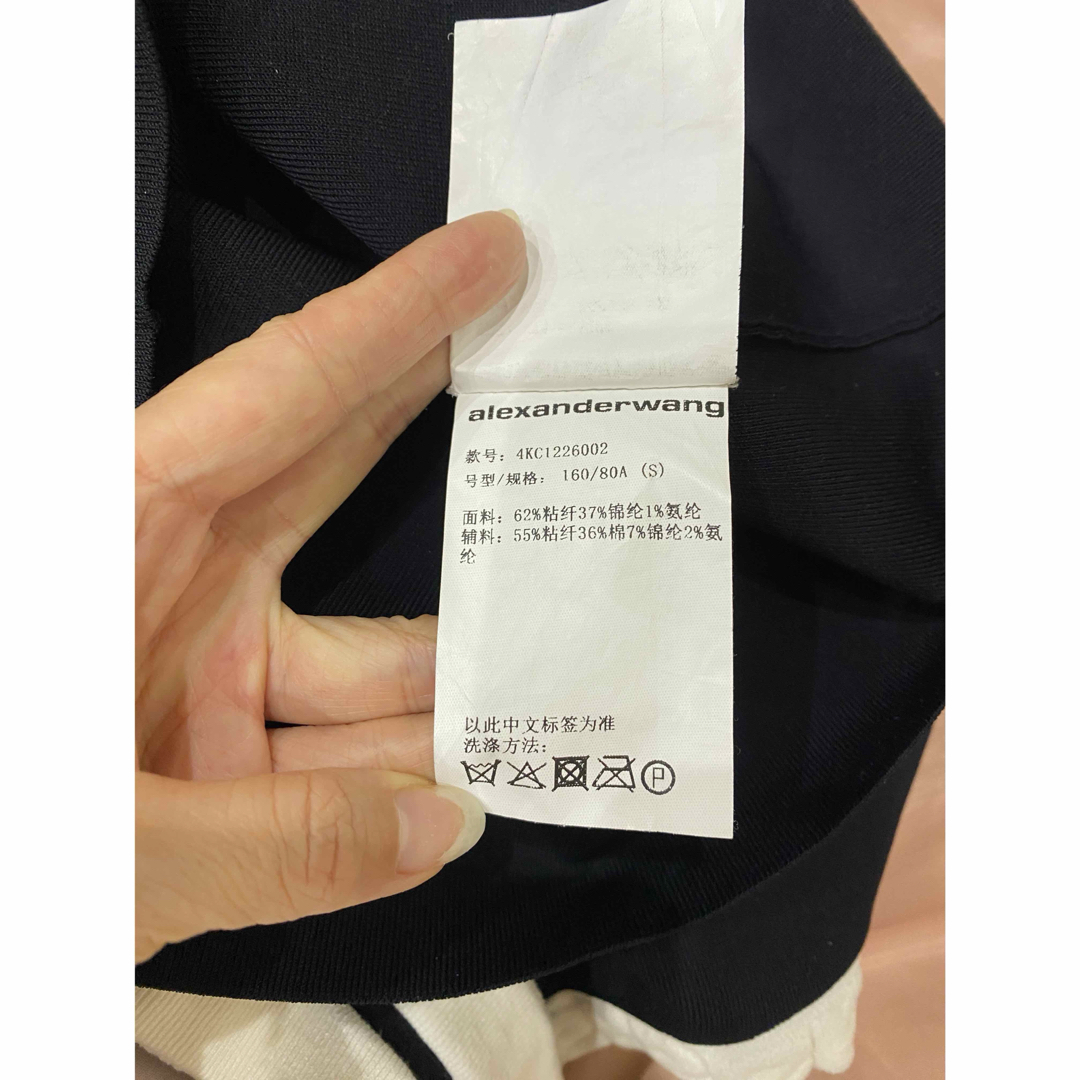 alexanderwang
款号: 4KC1226002
号型/规格: 160/80A (S)
面料: 62%粘纤37%锦纶1%氨纶
辅料: 55%粘纤36%棉7%锦纶2%氨
纶
以此中文标签为准
洗涤方法:
P